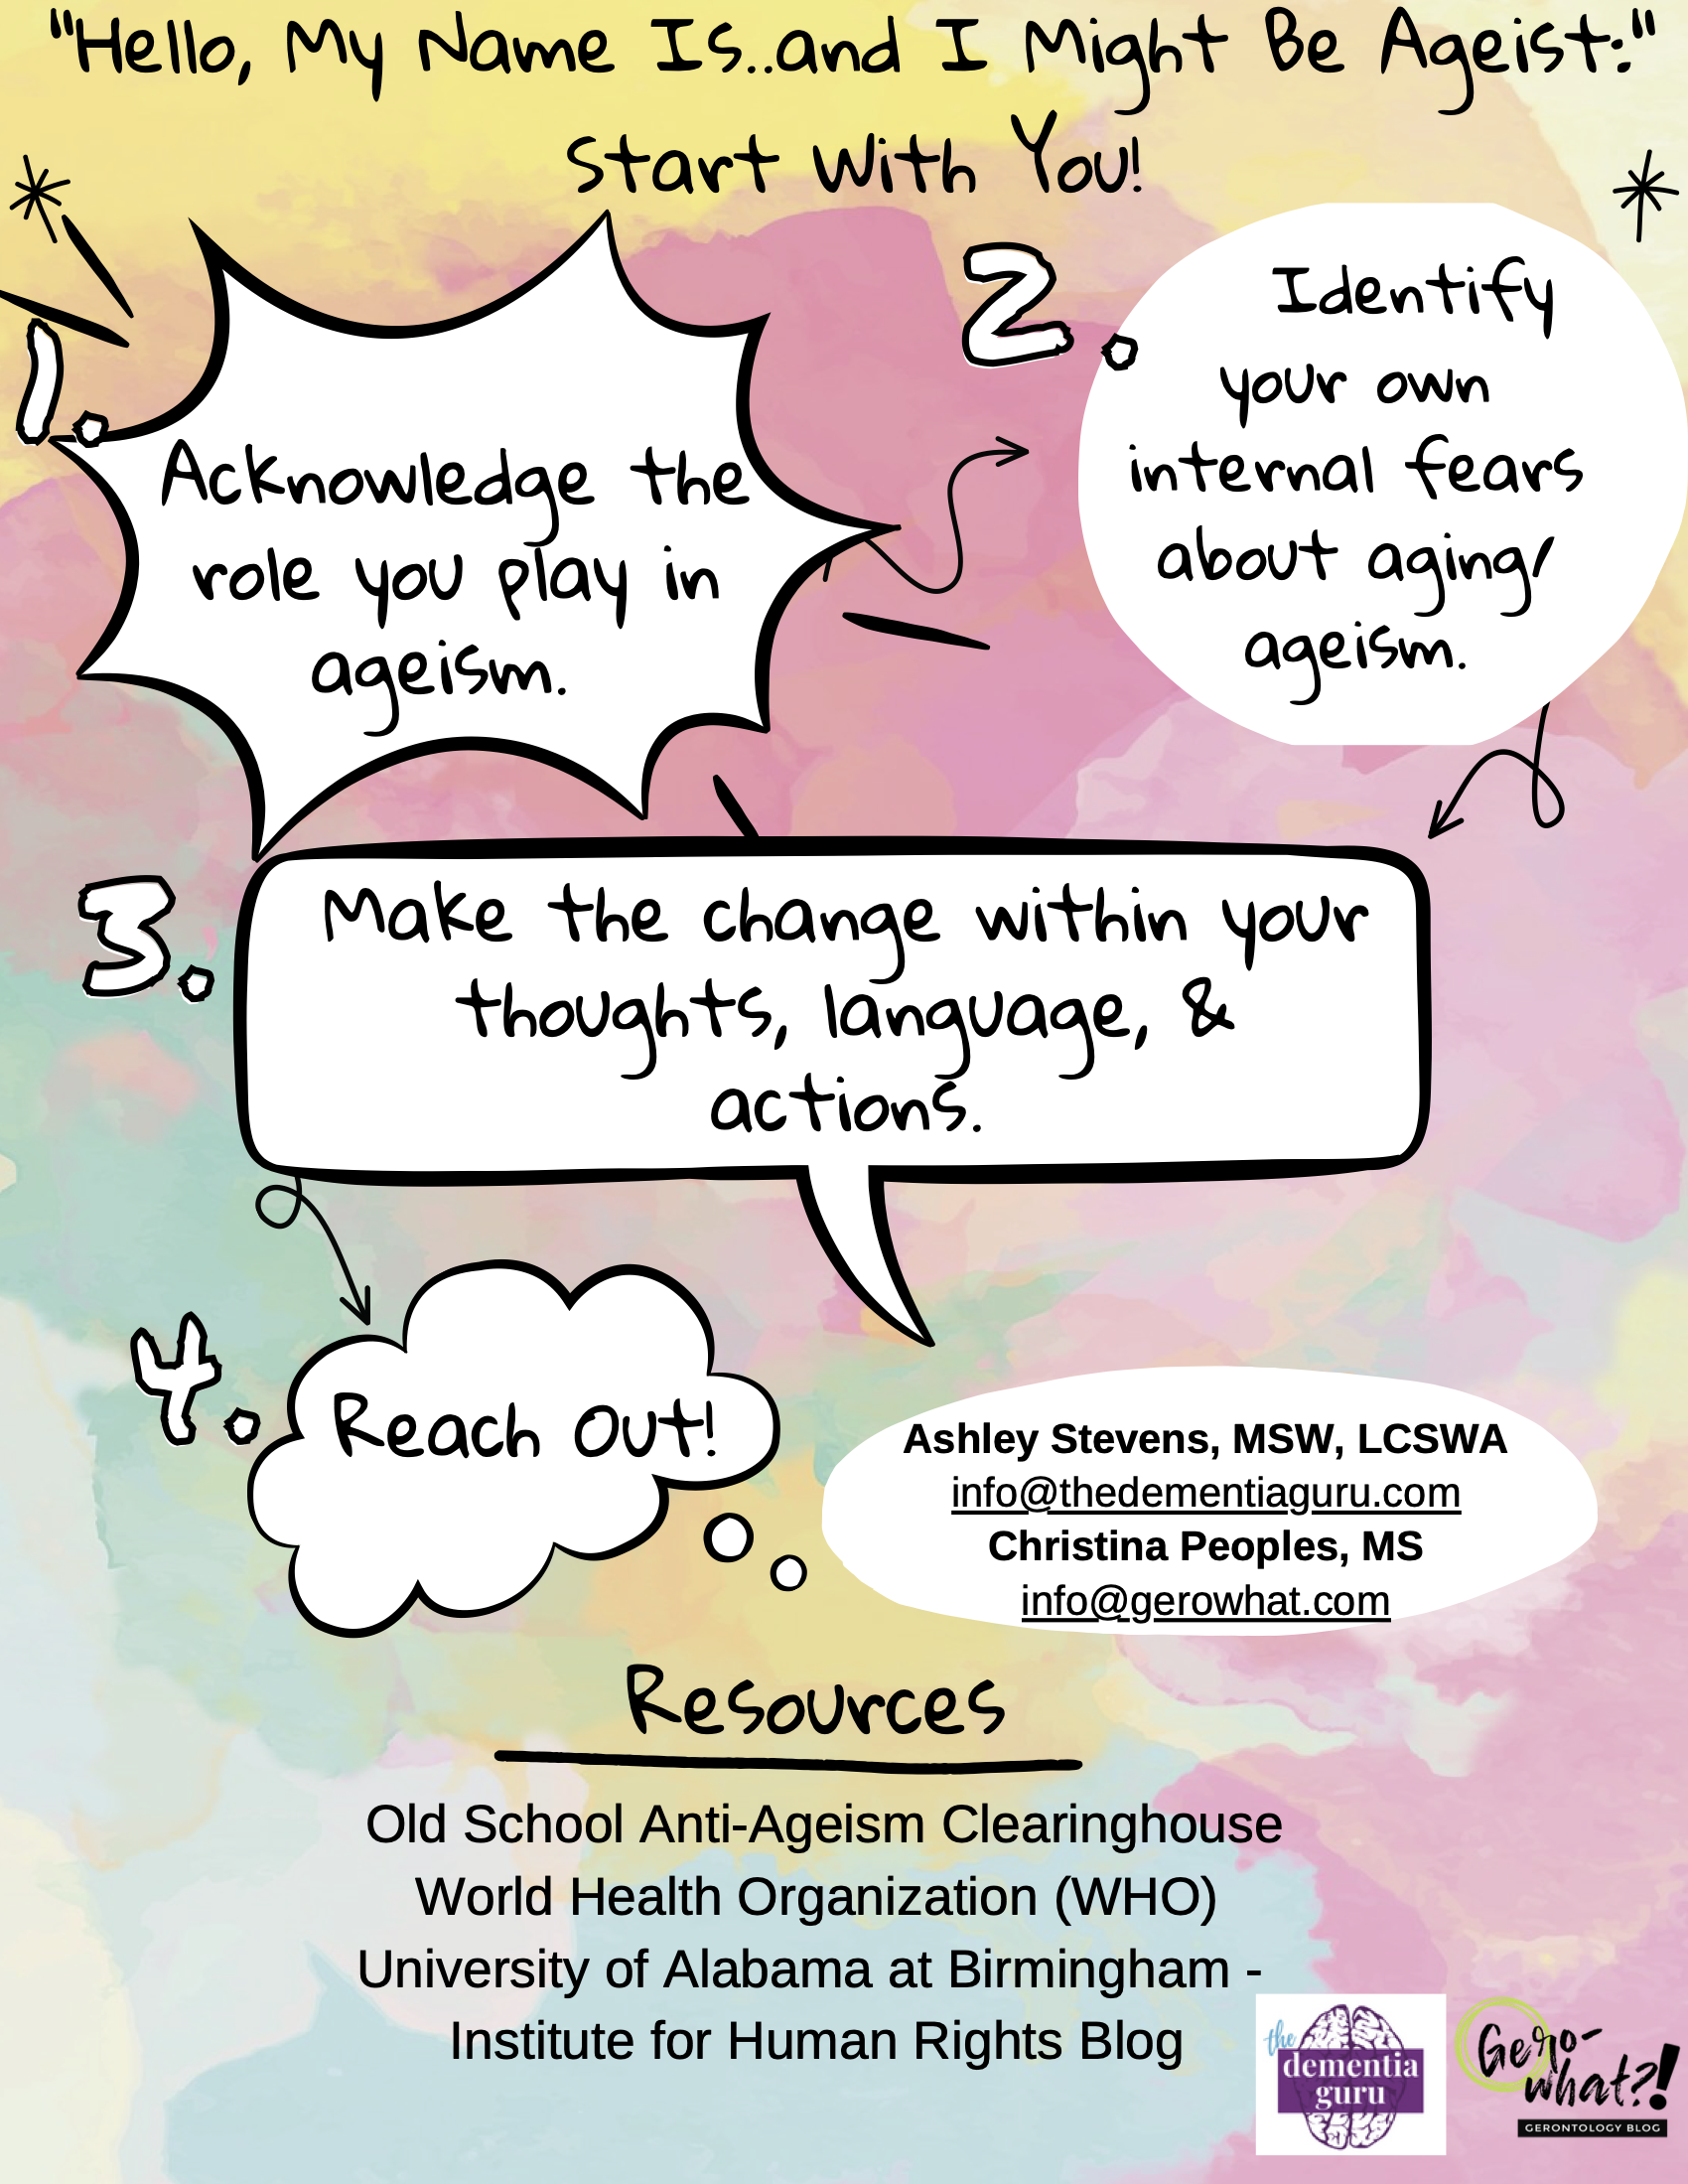 "Hello, My Name Is..and I Might Be Ageist:"
Start With You!
1.
Acknowledge the
role you play in
ageism.
2.
Identify
your own
internal fears
about aging/
ageism.
3.
Make the change within your
thoughts, language, &
actions.
4.
Reach Out!
Ashley Stevens, MSW, LCSWA
info@thedementiaguru.com
Christina Peoples, MS
info@gerowhat.com
Resources
Old School Anti-Ageism Clearinghouse
World Health Organization (WHO)
University of Alabama at Birmingham -
Institute for Human Rights Blog
the
dementia
guru
Gero-
what?!
GERONTOLOGY BLOG